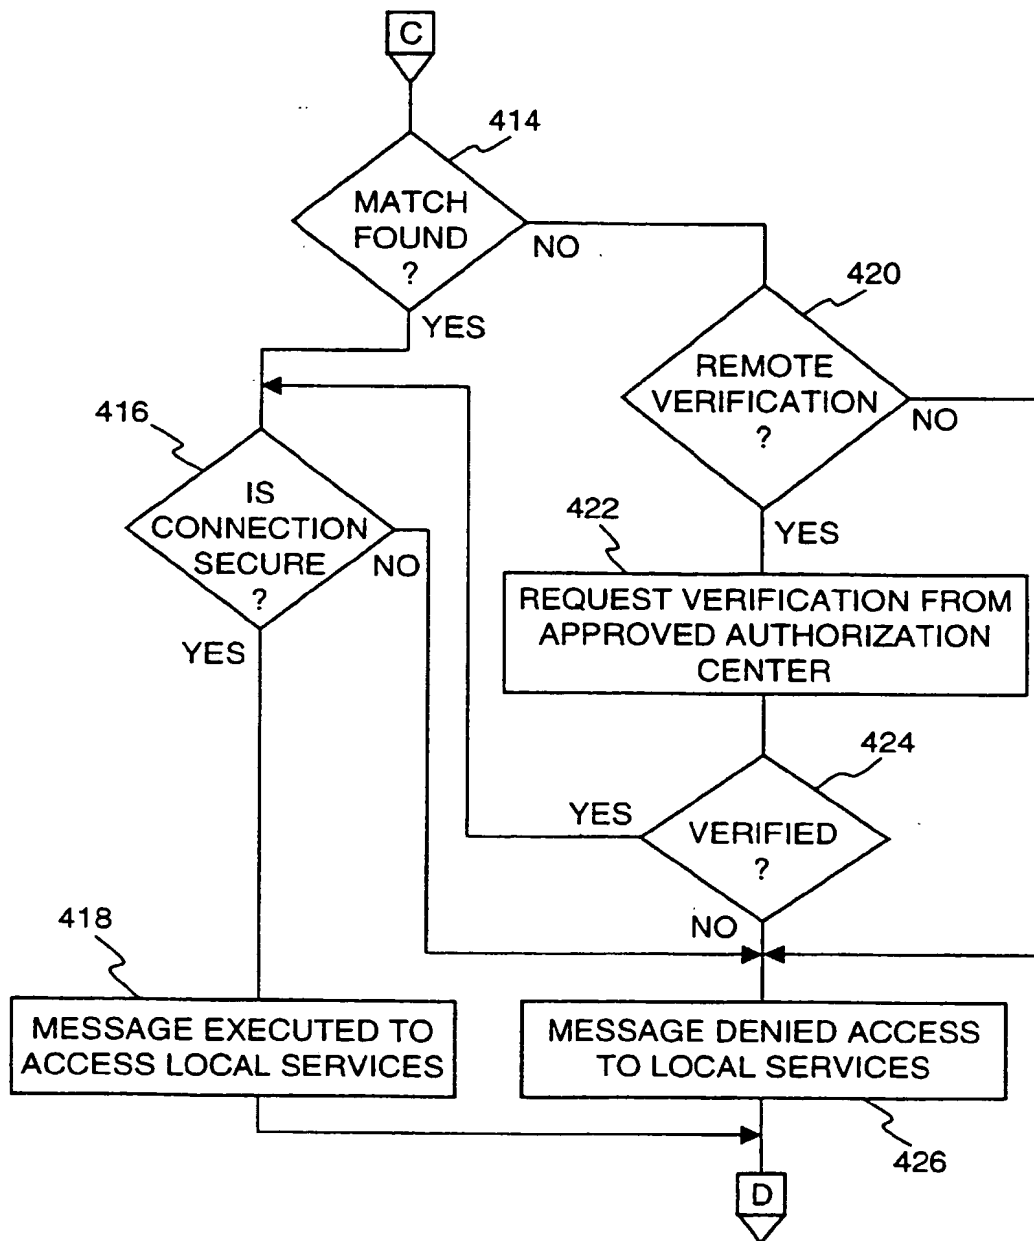 C
414
MATCH
FOUND
?
NO
YES
420
REMOTE
VERIFICATION
?
NO
YES
416
IS
CONNECTION
SECURE
?
NO
YES
422
REQUEST VERIFICATION FROM
APPROVED AUTHORIZATION
CENTER
424
VERIFIED
?
YES
NO
418
MESSAGE EXECUTED TO
ACCESS LOCAL SERVICES
MESSAGE DENIED ACCESS
TO LOCAL SERVICES
426
D